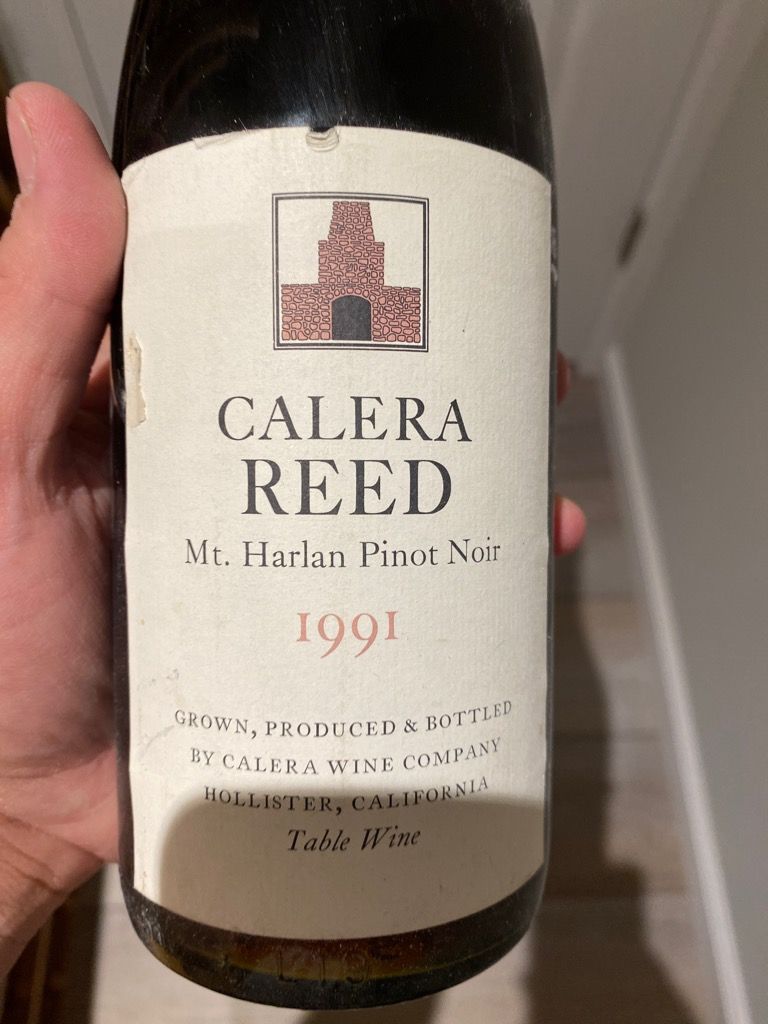 CALERA
REED
Mt. Harlan Pinot Noir
1991
GROWN, PRODUCED & BOTTLED
BY CALERA WINE COMPANY
HOLLISTER, CALIFORNIA
Table Wine